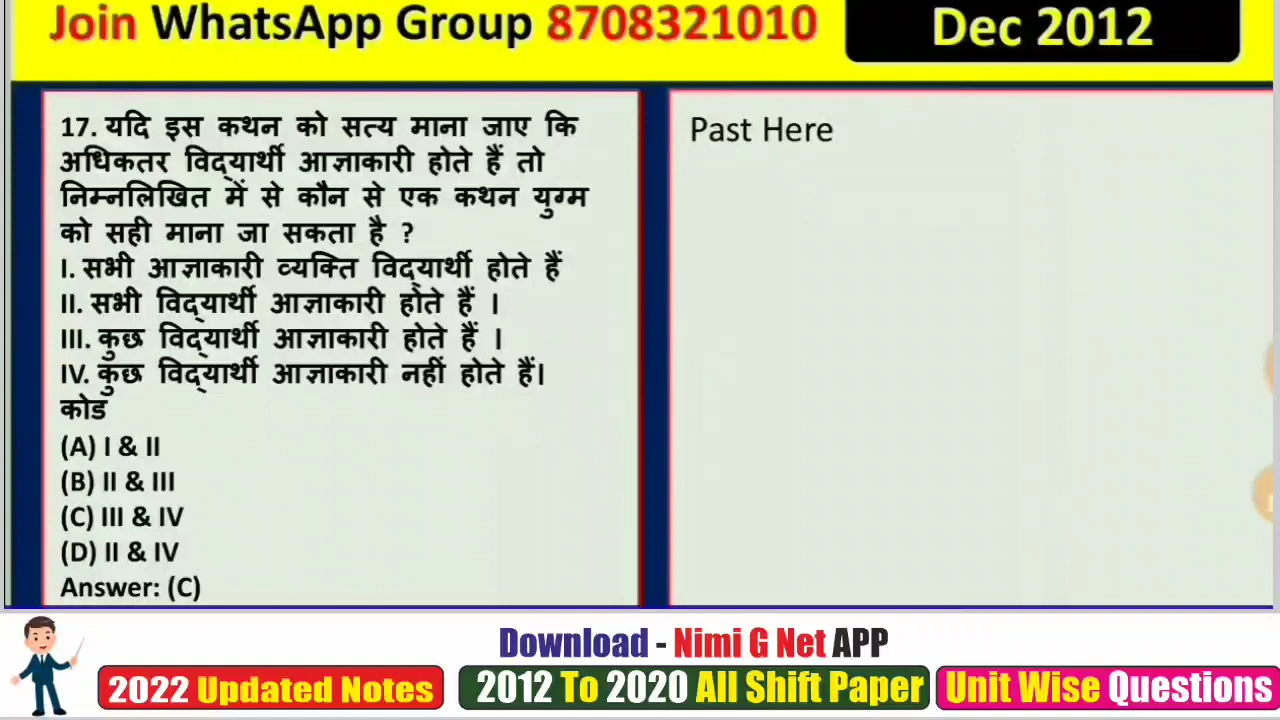 Join WhatsApp Group 8708321010
Dec 2012
17. यदि इस कथन को सत्य माना जाए कि
अधिकतर विद्यार्थी आज्ञाकारी होते हैं तो
निम्नलिखित में से कौन से एक कथन युग्म
को सही माना जा सकता है ?
I. सभी आज्ञाकारी व्यक्ति विद्यार्थी होते हैं
II. सभी विद्यार्थी आज्ञाकारी होते हैं ।
III. कुछ विद्यार्थी आज्ञाकारी होते हैं ।
IV. कुछ विद्यार्थी आज्ञाकारी नहीं होते हैं।
कोड
(A) I & II
(B) II & III
(C) III & IV
(D) II & IV
Answer: (C)
Past Here
Download - Nimi G Net APP
2022 Updated Notes
2012 To 2020 All Shift Paper
Unit Wise Questions